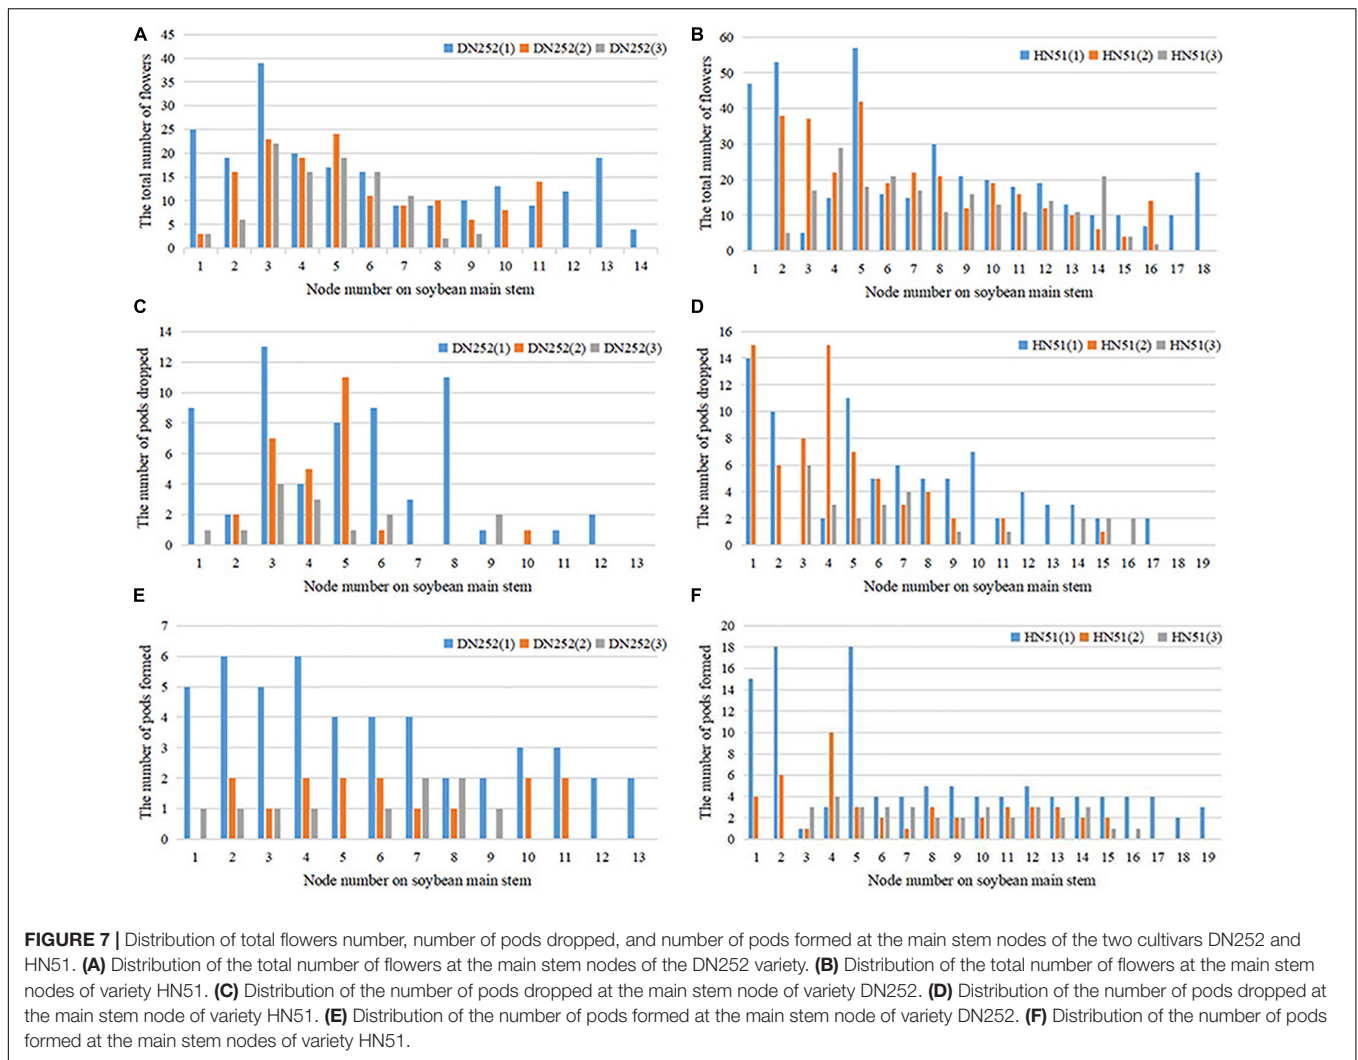 A
45
40
35
30
25
20
15
10
5
0
The total number of flowers
DN252(1) DN252(2) DN252(3)
1 2 3 4 5 6 7 8 9 10 11 12 13 14
Node number on soybean main stem
B
60
50
40
30
20
10
0
The total number of flowers
HN51(1) HN51(2) HN51(3)
1 2 3 4 5 6 7 8 9 10 11 12 13 14 15 16 17 18
Node number on soybean main stem
C
14
12
10
8
6
4
2
0
The number of pods dropped
DN252(1) DN252(2) DN252(3)
1 2 3 4 5 6 7 8 9 10 11 12 13
Node number on soybean main stem
D
16
14
12
10
8
6
4
2
0
The number of pods dropped
HN51(1) HN51(2) HN51(3)
1 2 3 4 5 6 7 8 9 10 11 12 13 14 15 16 17 18 19
Node number on soybean main stem
E
7
6
5
4
3
2
1
0
The number of pods formed
DN252(1) DN252(2) DN252(3)
1 2 3 4 5 6 7 8 9 10 11 12 13
Node number on soybean main stem
F
20
18
16
14
12
10
8
6
4
2
0
The number of pods formed
HN51(1) HN51(2) HN51(3)
1 2 3 4 5 6 7 8 9 10 11 12 13 14 15 16 17 18 19
Node number on soybean main stem
FIGURE 7 | Distribution of total flowers number, number of pods dropped, and number of pods formed at the main stem nodes of the two cultivars DN252 and
HN51. (A) Distribution of the total number of flowers at the main stem nodes of the DN252 variety. (B) Distribution of the total number of flowers at the main stem
nodes of variety HN51. (C) Distribution of the number of pods dropped at the main stem node of variety DN252. (D) Distribution of the number of pods dropped at
the main stem node of variety HN51. (E) Distribution of the number of pods formed at the main stem node of variety DN252. (F) Distribution of the number of pods
formed at the main stem nodes of variety HN51.